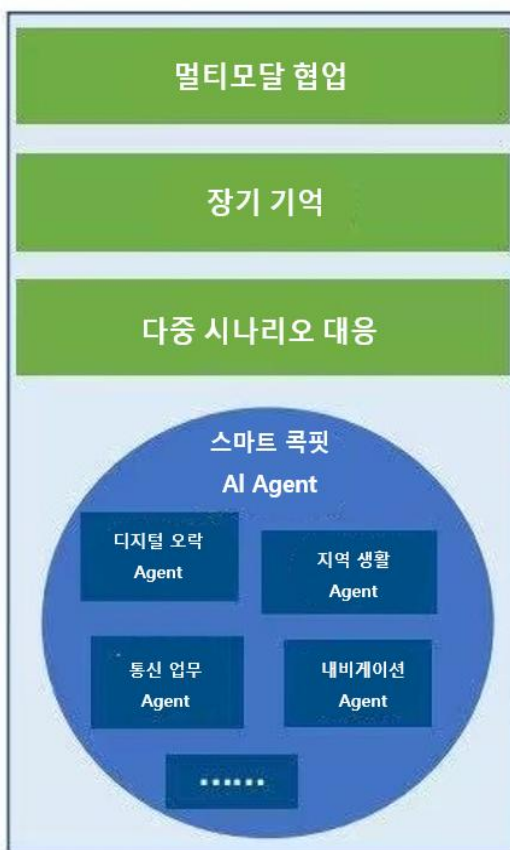 멀티모달 협업
장기 기억
다중 시나리오 대응
스마트 콕핏
AI Agent
디지털 오락
Agent
지역 생활
Agent
통신 업무
Agent
내비게이션
Agent
······